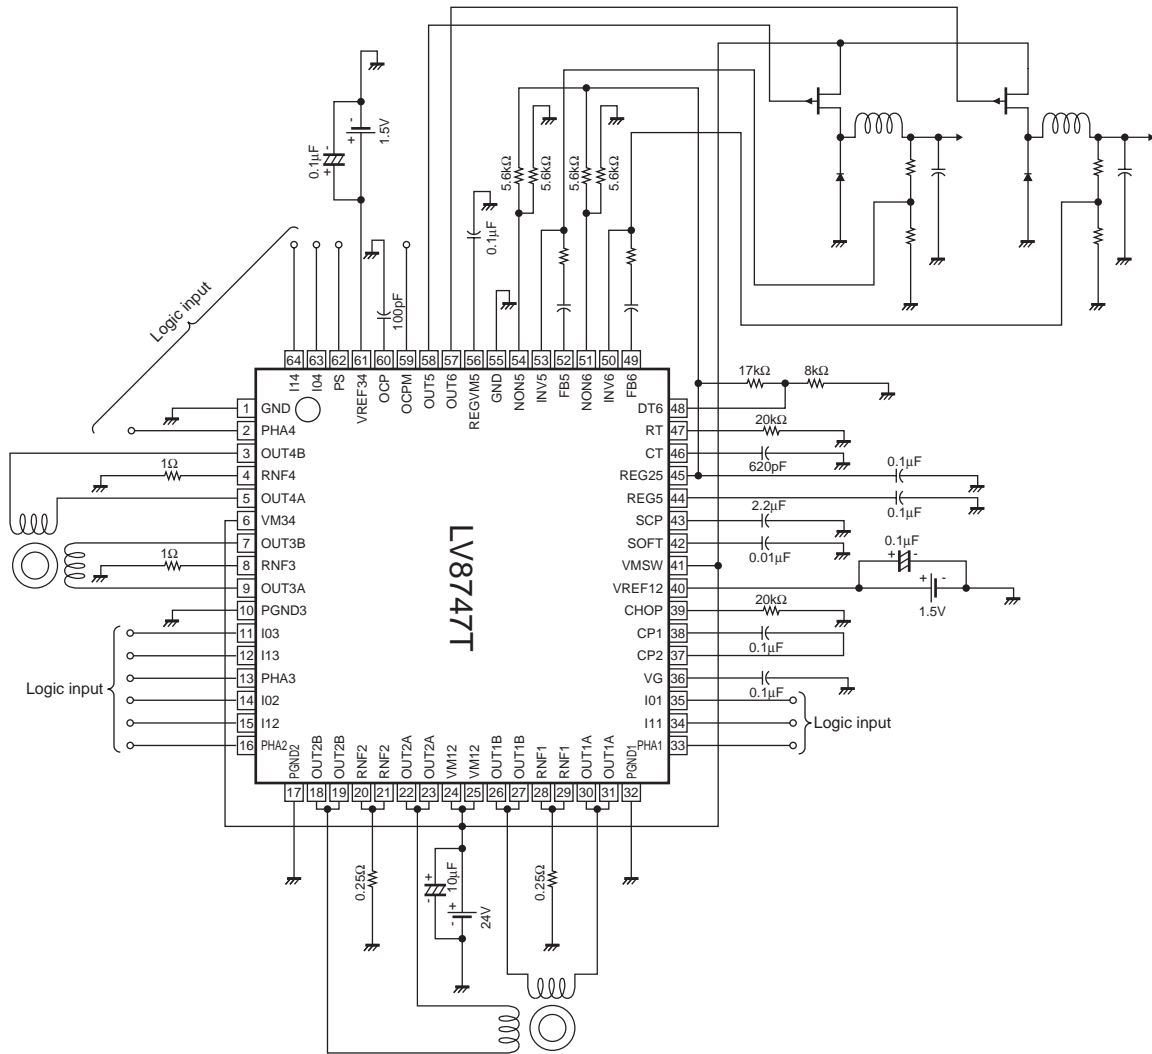 1.5V
+ -
0.1μF
+ -
5.6kΩ
5.6kΩ
5.6kΩ
5.6kΩ
0.1μF
100pF
Logic input
64 63 62 61 60 59 58 57 56 55 54 53 52 51 50 49
I14 I04 PS VREF34 OCP OCPM OUT5 OUT6 REGVM5 GND NON5 INV5 FB5 NON6 INV6 FB6
1 GND
2 PHA4
3 OUT4B
1Ω
4 RNF4
5 OUT4A
6 VM34
7 OUT3B
1Ω
8 RNF3
9 OUT3A
10 PGND3
11 I03
12 I13
13 PHA3
14 I02
15 I12
16 PHA2
Logic input
LV8747T
17kΩ 8kΩ
DT6 48
20kΩ
RT 47
CT 46
620pF
REG25 45
0.1μF
REG5 44
0.1μF
2.2μF
SCP 43
SOFT 42
0.01μF
0.1μF
+ -
VMSW 41
VREF12 40
+ -
1.5V
20kΩ
CHOP 39
CP1 38
0.1μF
CP2 37
VG 36
0.1μF
I01 35
I11 34
PHA1 33
Logic input
PGND2 OUT2B OUT2B RNF2 RNF2 OUT2A OUT2A VM12 VM12 OUT1B OUT1B RNF1 RNF1 OUT1A OUT1A PGND1
17 18 19 20 21 22 23 24 25 26 27 28 29 30 31 32
0.25Ω
+ -
10μF
+ -
24V
0.25Ω